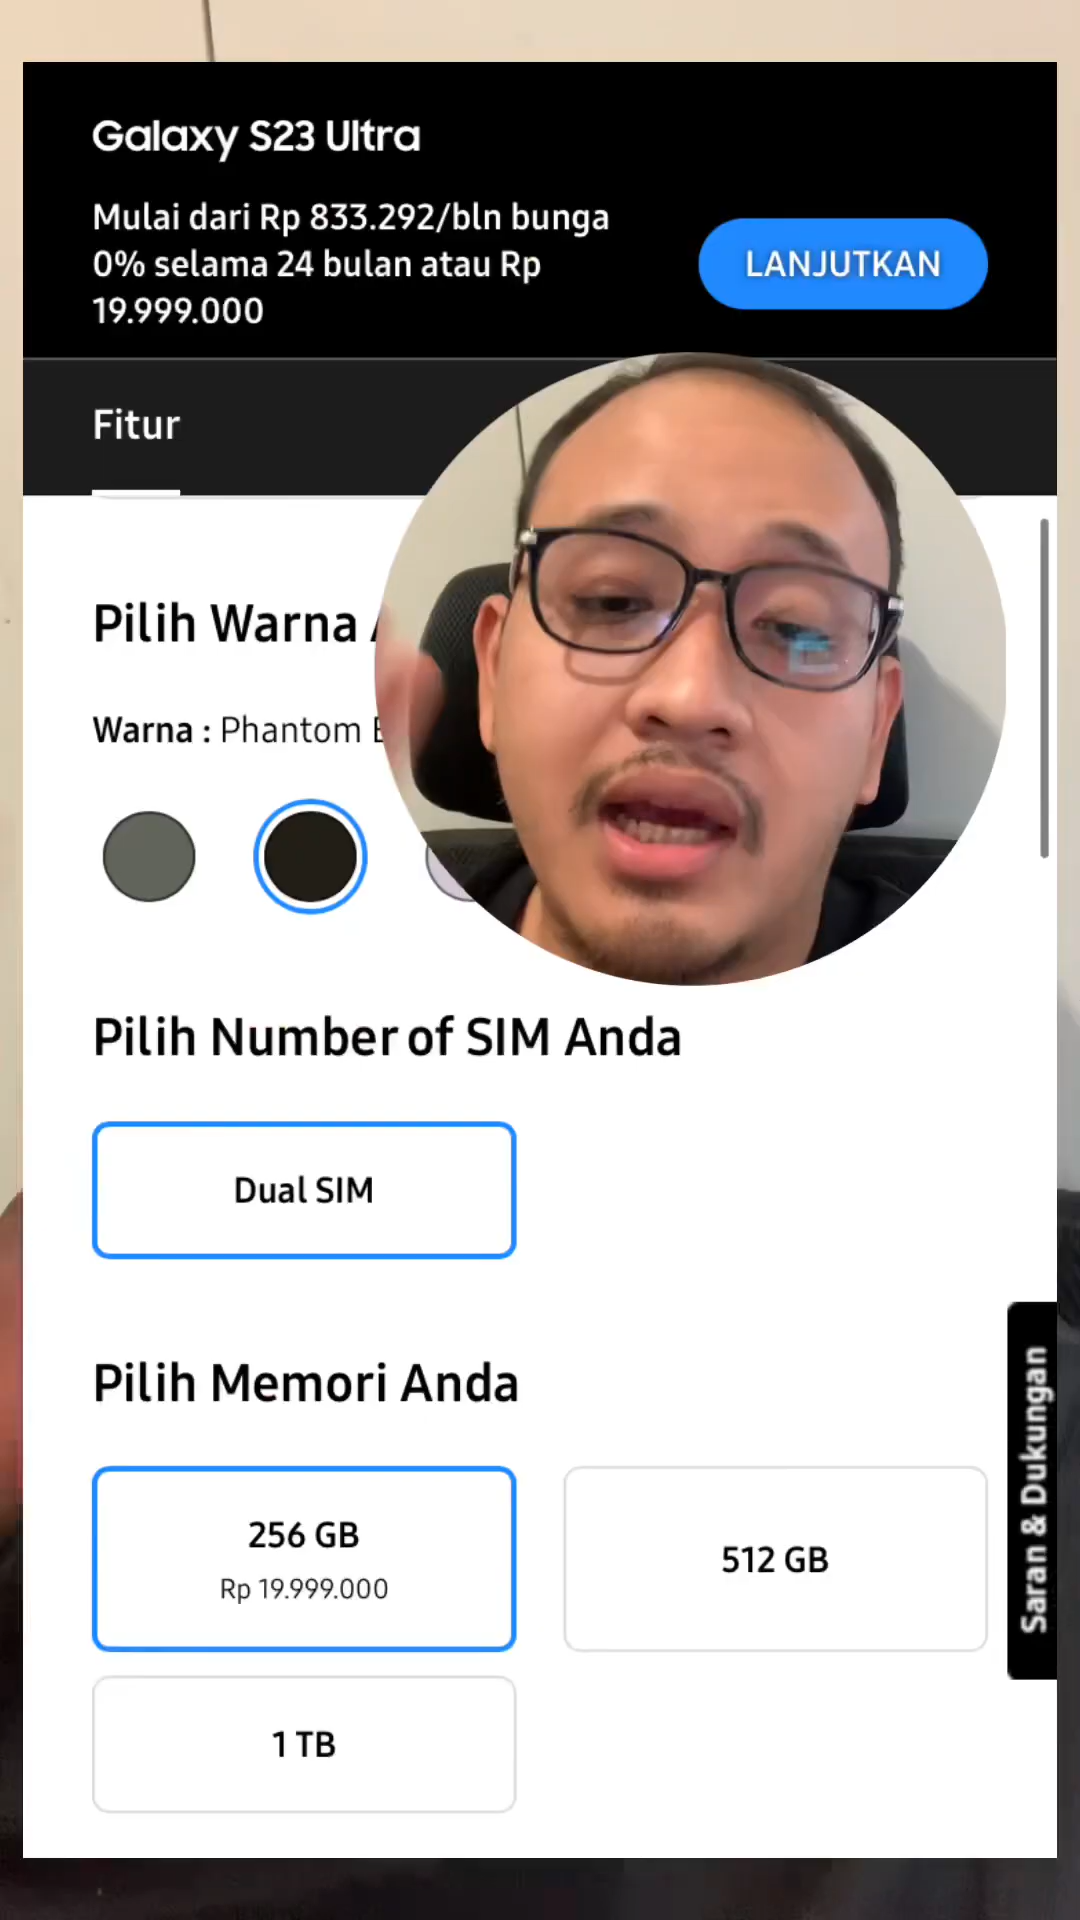 Galaxy S23 Ultra
Mulai dari Rp 833.292/bln bunga
0% selama 24 bulan atau Rp
19.999.000
LANJUTKAN
Fitur
Pilih Warna
Warna : Phantom
Pilih Number of SIM Anda
Dual SIM
Pilih Memori Anda
256 GB
Rp 19.999.000
512 GB
1 TB
Saran & Dukungan